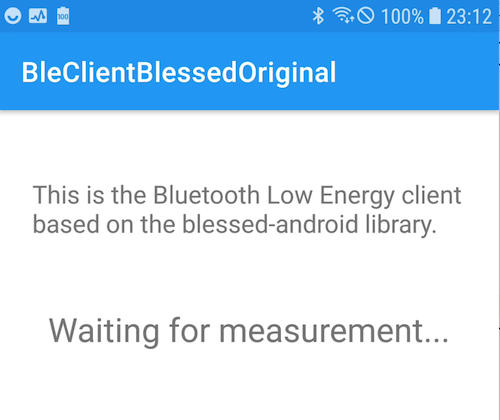 100 100% 23:12
BleClientBlessedOriginal
This is the Bluetooth Low Energy client
based on the blessed-android library.
Waiting for measurement...